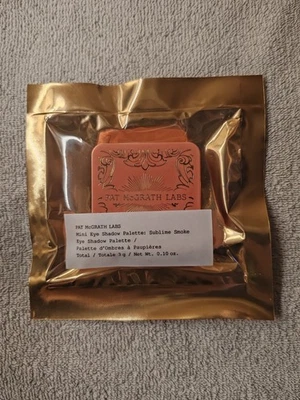 PAT McGRATH LABS
PAT McGRATH LABS
Mini Eye Shadow Palette: Sublime Smoke
Eye Shadow Palette /
Palette d'Ombres à Paupières
Total / Totale 3 g / Net Wt. 0.10 oz.